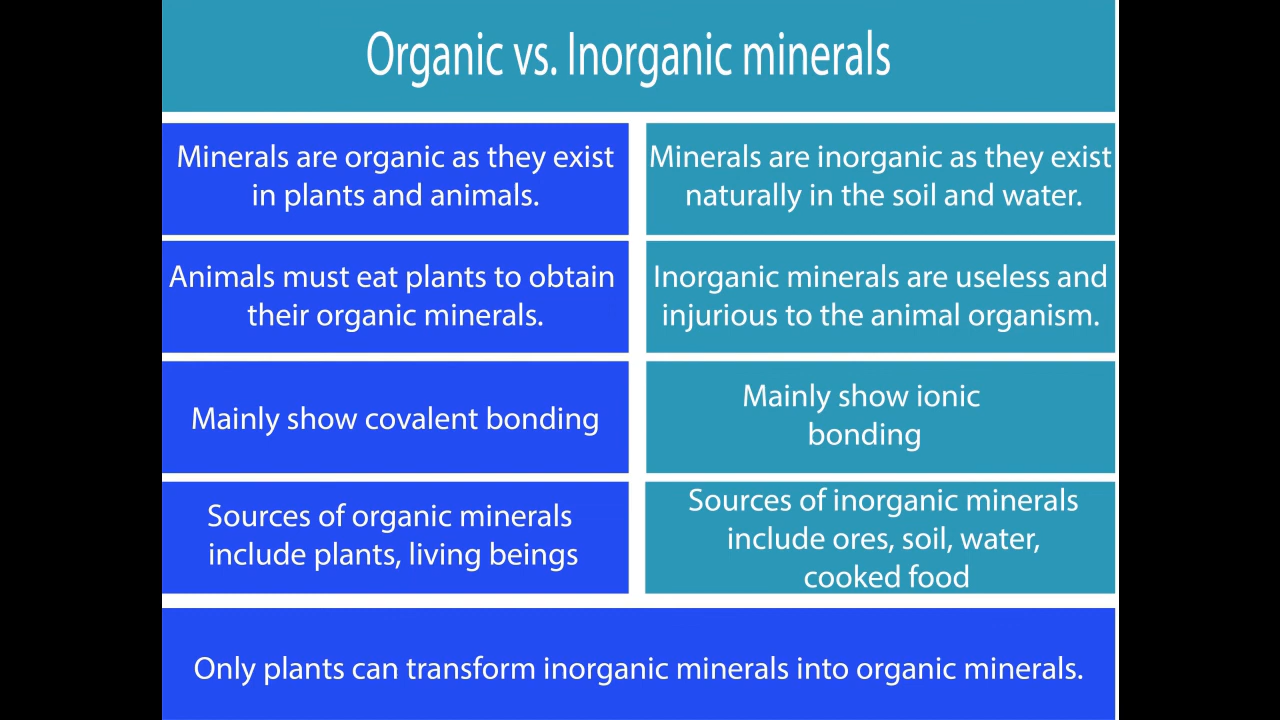 Organic vs. Inorganic minerals
Minerals are organic as they exist
in plants and animals.
Minerals are inorganic as they exist
naturally in the soil and water.
Animals must eat plants to obtain
their organic minerals.
Inorganic minerals are useless and
injurious to the animal organism.
Mainly show covalent bonding
Mainly show ionic
bonding
Sources of organic minerals
include plants, living beings
Sources of inorganic minerals
include ores, soil, water,
cooked food
Only plants can transform inorganic minerals into organic minerals.